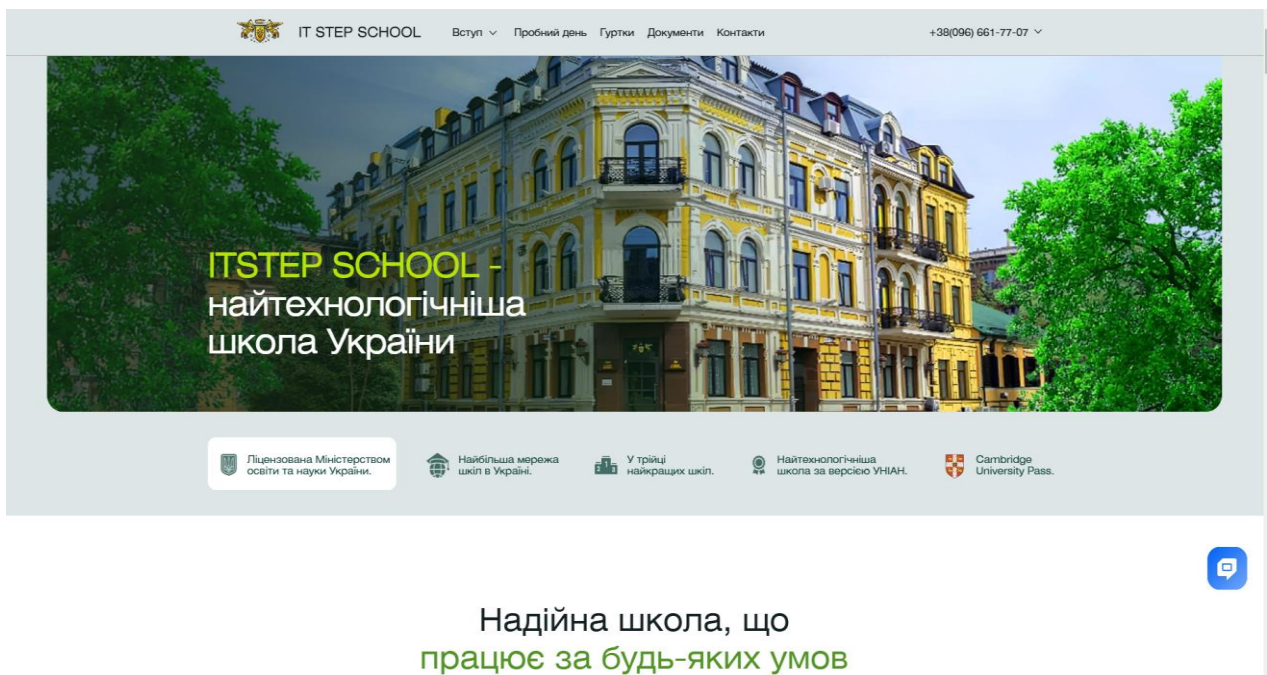 IT STEP SCHOOL
Вступ
Пробний день
Гуртки
Документи
Контакти
+38(096) 661-77-07
ITSTEP SCHOOL -
найтехнологічніша
школа України
Ліцензована Міністерством
освіти та науки України.
Найбільша мережа
шкіл в Україні.
У трійці
найкращих шкіл.
Найтехнологічніша
школа за версією УНІАН.
Cambridge
University Pass.
Надійна школа, що
працює за будь-яких умов